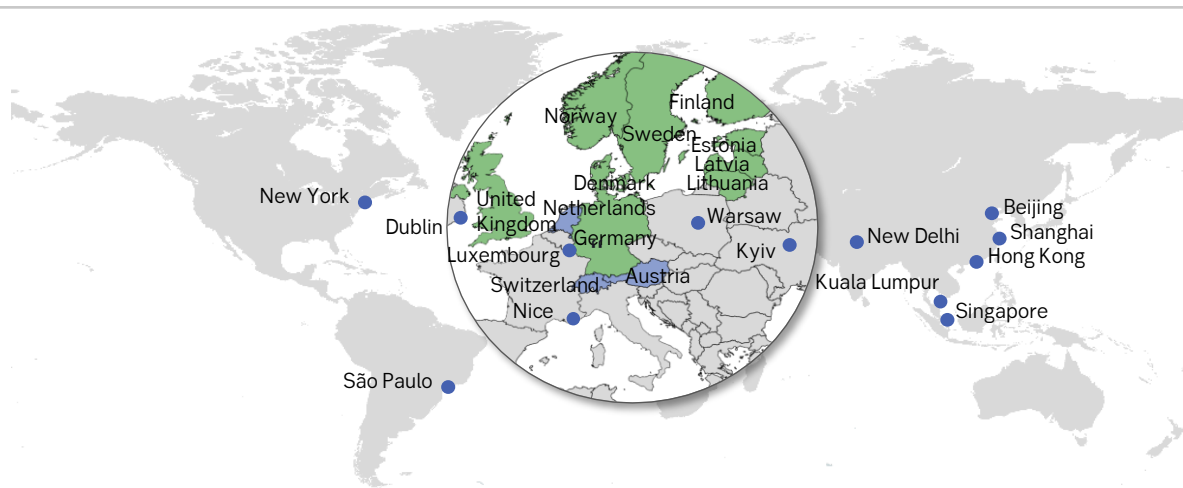 Norway
Finland
Sweden
Estonia
Latvia
Denmark
Lithuania
New York
United
Kingdom
Netherlands
Dublin
Warsaw
Germany
Luxembourg
Kyiv
Switzerland
Austria
Nice
Beijing
Shanghai
New Delhi
Hong Kong
Kuala Lumpur
Singapore
São Paulo